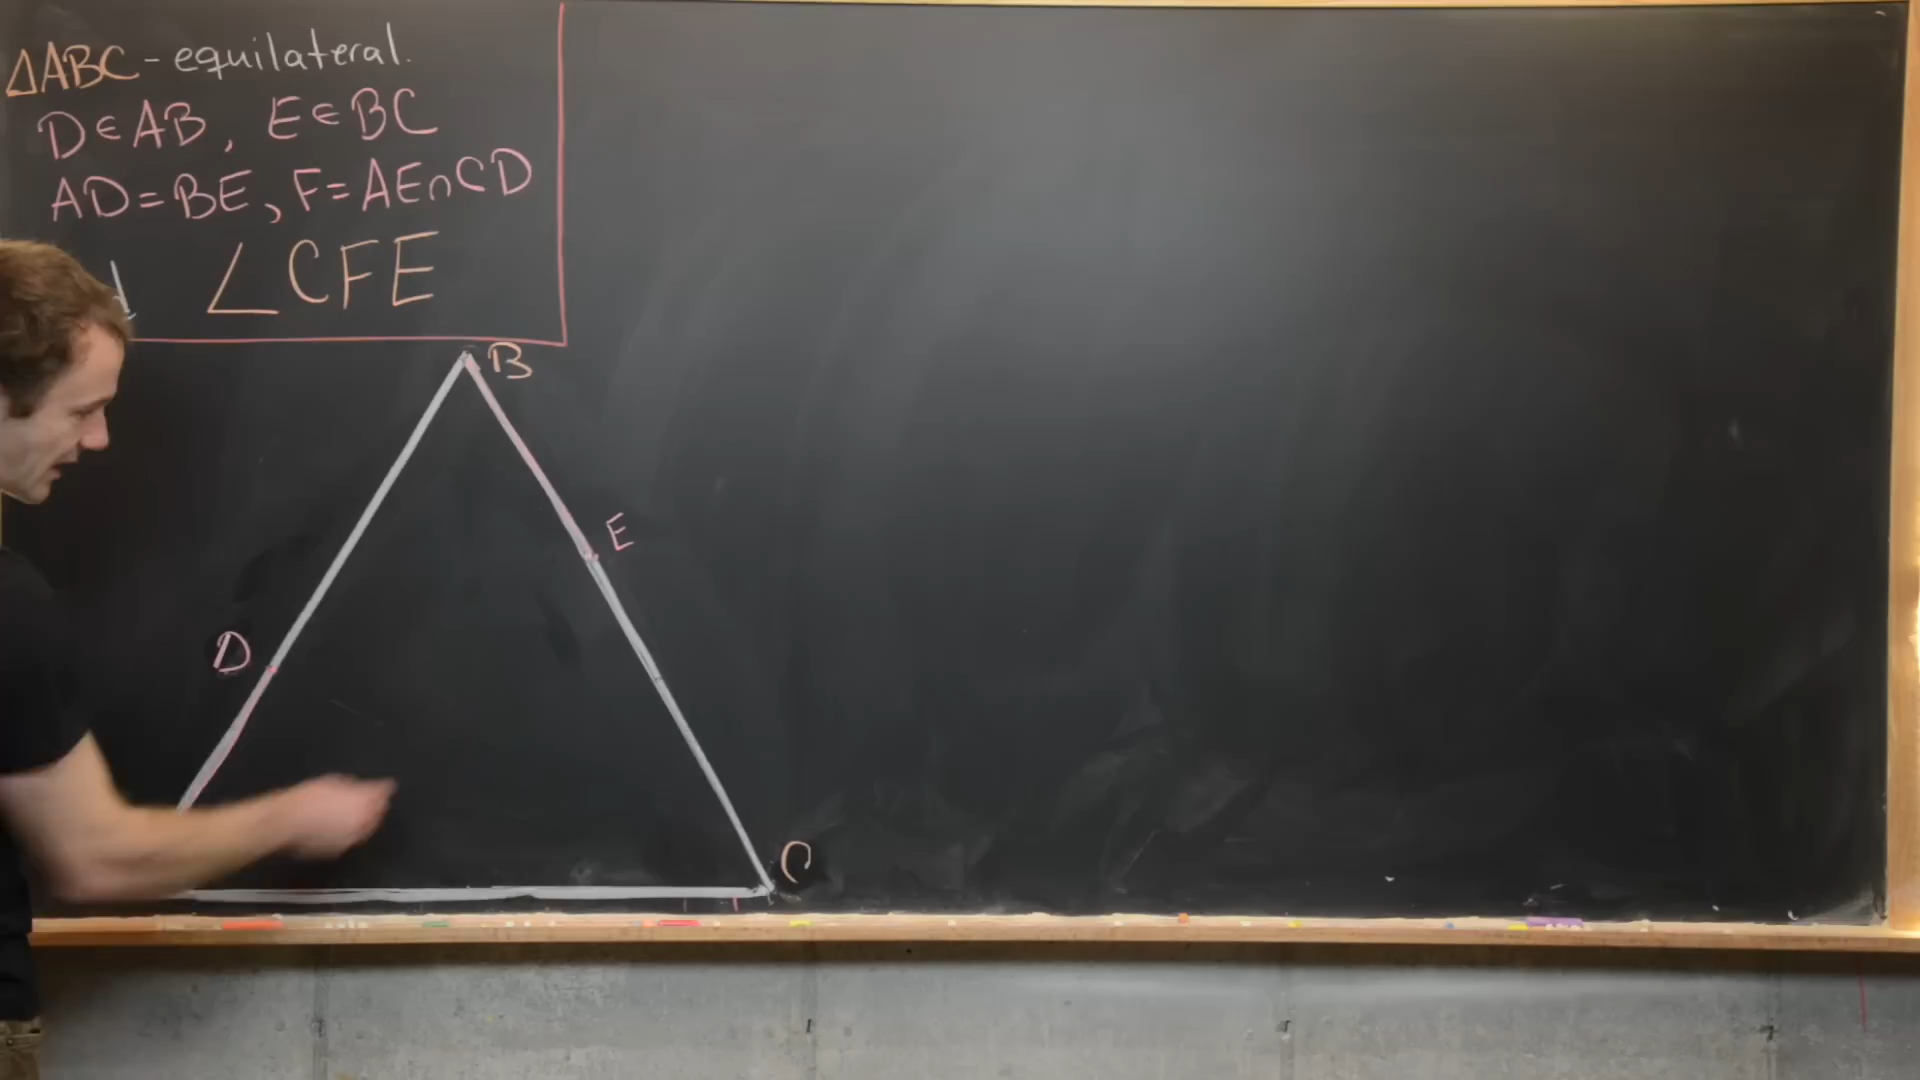 ΔABC - equilateral.
D∈AB, E∈BC
AD=BE, F=AE∩CD
∠CFE
B
E
D
C